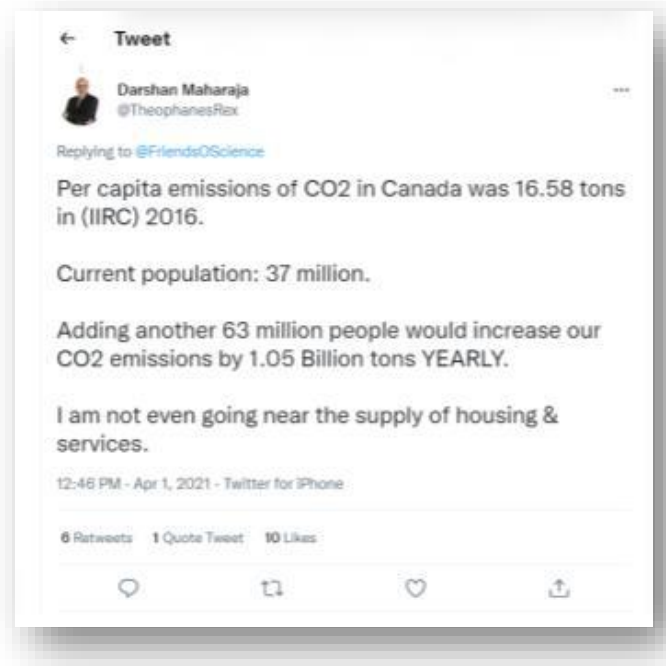 ← Tweet
Darshan Maharaja
@TheophanesRex
Replying to @FriendsOScience
Per capita emissions of CO2 in Canada was 16.58 tons
in (IIRC) 2016.
Current population: 37 million.
Adding another 63 million people would increase our
CO2 emissions by 1.05 Billion tons YEARLY.
I am not even going near the supply of housing &
services.
12:46 PM - Apr 1, 2021 - Twitter for iPhone
6 Retweets 1 Quote Tweet 10 Likes